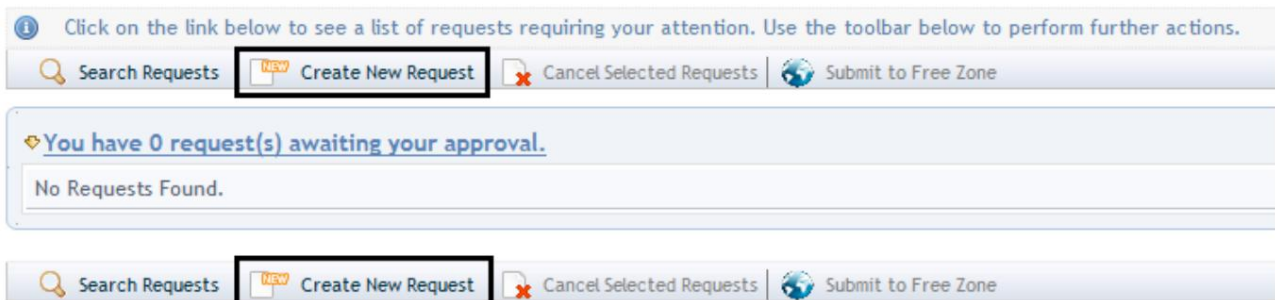 Click on the link below to see a list of requests requiring your attention. Use the toolbar below to perform further actions.
Search Requests NEW Create New Request Cancel Selected Requests Submit to Free Zone
You have 0 request(s) awaiting your approval.
No Requests Found.
Search Requests NEW Create New Request Cancel Selected Requests Submit to Free Zone